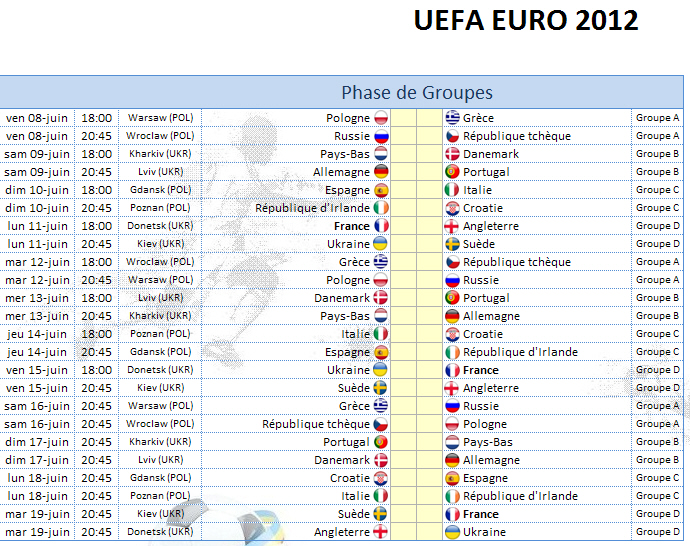 UEFA EURO 2012
Phase de Groupes
ven 08-juin 18:00 Warsaw (POL) Pologne Grèce Groupe A
ven 08-juin 20:45 Wroclaw (POL) Russie République tchèque Groupe A
sam 09-juin 18:00 Kharkiv (UKR) Pays-Bas Danemark Groupe B
sam 09-juin 20:45 Lviv (UKR) Allemagne Portugal Groupe B
dim 10-juin 18:00 Gdansk (POL) Espagne Italie Groupe C
dim 10-juin 20:45 Poznan (POL) République d'Irlande Croatie Groupe C
lun 11-juin 18:00 Donetsk (UKR) France Angleterre Groupe D
lun 11-juin 20:45 Kiev (UKR) Ukraine Suède Groupe D
mar 12-juin 18:00 Wroclaw (POL) Grèce République tchèque Groupe A
mar 12-juin 20:45 Warsaw (POL) Pologne Russie Groupe A
mer 13-juin 18:00 Lviv (UKR) Danemark Portugal Groupe B
mer 13-juin 20:45 Kharkiv (UKR) Pays-Bas Allemagne Groupe B
jeu 14-juin 18:00 Poznan (POL) Italie Croatie Groupe C
jeu 14-juin 20:45 Gdansk (POL) Espagne République d'Irlande Groupe C
ven 15-juin 18:00 Donetsk (UKR) Ukraine France Groupe D
ven 15-juin 20:45 Kiev (UKR) Suède Angleterre Groupe D
sam 16-juin 20:45 Warsaw (POL) Grèce Russie Groupe A
sam 16-juin 20:45 Wroclaw (POL) République tchèque Pologne Groupe A
dim 17-juin 20:45 Kharkiv (UKR) Portugal Pays-Bas Groupe B
dim 17-juin 20:45 Lviv (UKR) Danemark Allemagne Groupe B
lun 18-juin 20:45 Gdansk (POL) Croatie Espagne Groupe C
lun 18-juin 20:45 Poznan (POL) Italie République d'Irlande Groupe C
mar 19-juin 20:45 Kiev (UKR) Suède France Groupe D
mar 19-juin 20:45 Donetsk (UKR) Angleterre Ukraine Groupe D